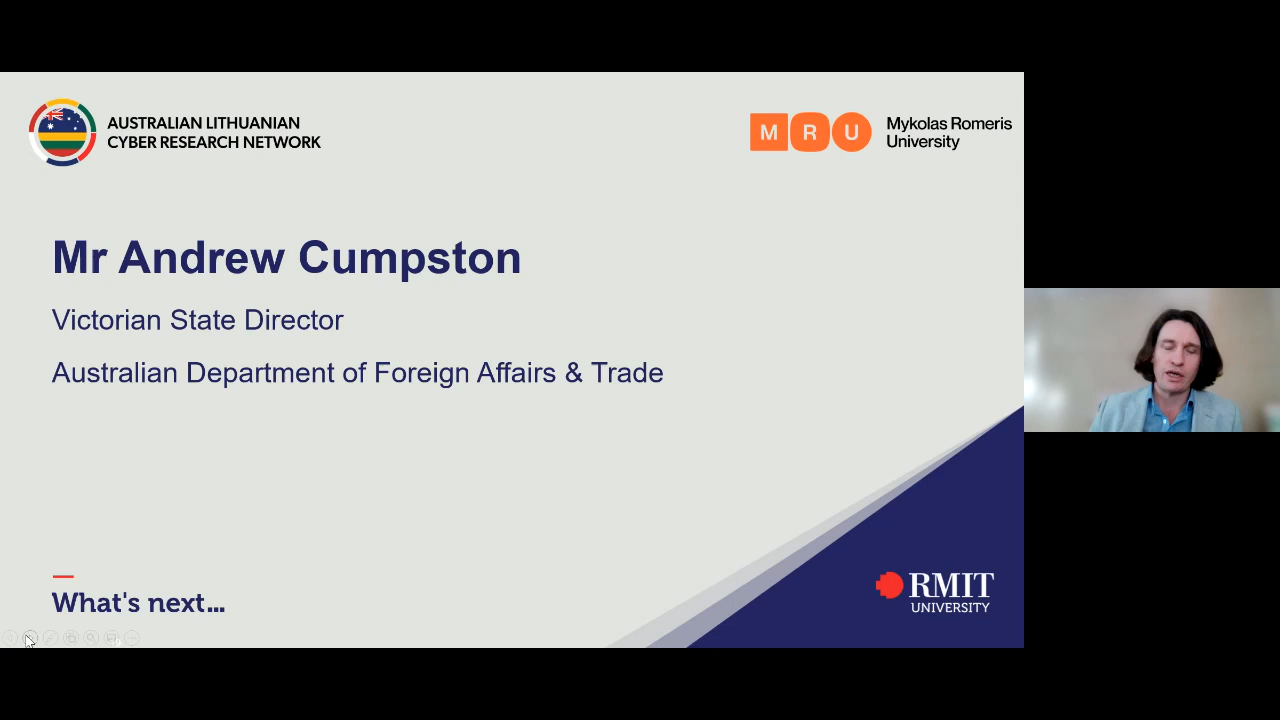 AUSTRALIAN LITHUANIAN
CYBER RESEARCH NETWORK
M R U
Mykolas Romeris
University
Mr Andrew Cumpston
Victorian State Director
Australian Department of Foreign Affairs & Trade
What's next...
RMIT
UNIVERSITY